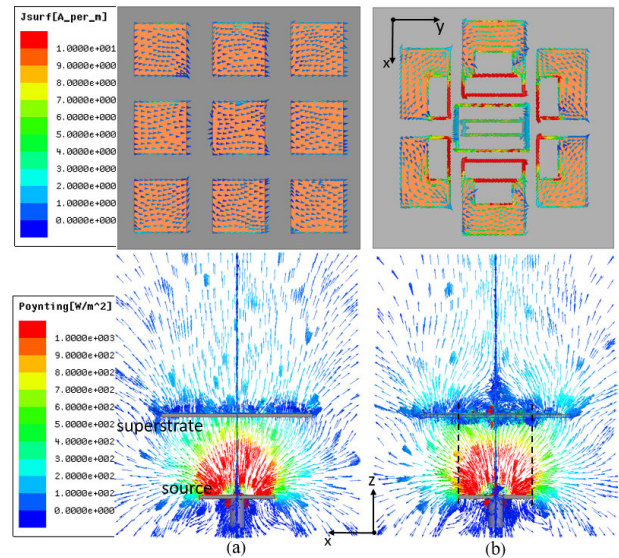 Jsurf[A_per_m]
1.0000e+001
9.0000e+000
8.0000e+000
7.0000e+000
6.0000e+000
5.0000e+000
4.0000e+000
3.0000e+000
2.0000e+000
1.0000e+000
0.0000e+000
y
x
Poynting[W/m^2]
1.0000e+003
9.0000e+002
8.0000e+002
7.0000e+002
6.0000e+002
5.0000e+002
4.0000e+002
3.0000e+002
2.0000e+002
1.0000e+002
0.0000e+000
superstrate
source
Z
x
(a)
(b)